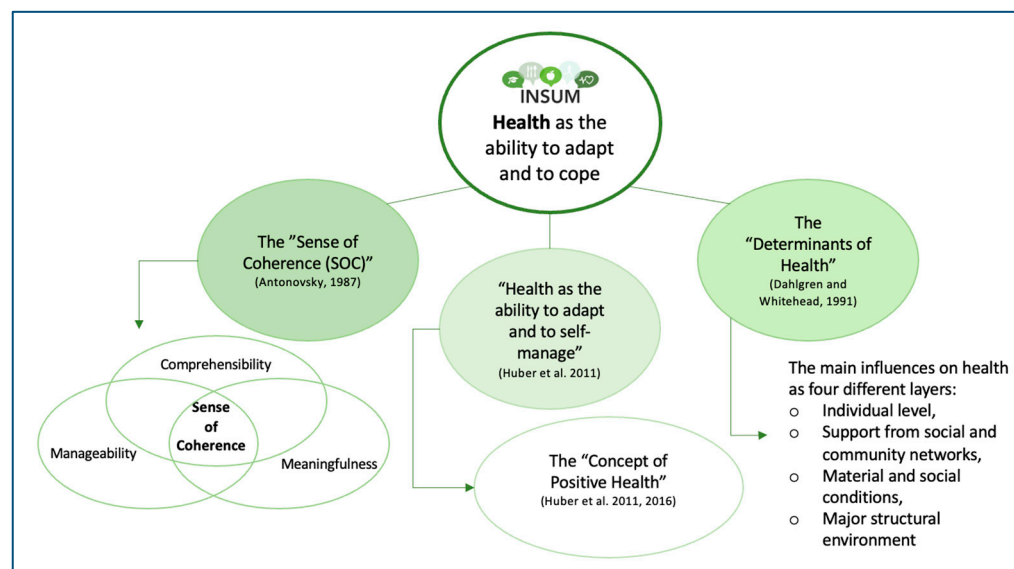 INSUM
Health as the
ability to adapt
and to cope
The ”Sense of
Coherence (SOC)”
(Antonovsky, 1987)
“Health as the
ability to adapt
and to self-
manage”
(Huber et al. 2011)
The
“Determinants of
Health”
(Dahlgren and
Whitehead, 1991)
Comprehensibility
Sense
of
Coherence
Manageability
Meaningfulness
The “Concept of
Positive Health”
(Huber et al. 2011, 2016)
The main influences on health
as four different layers:
o Individual level,
o Support from social and
community networks,
o Material and social
conditions,
o Major structural
environment